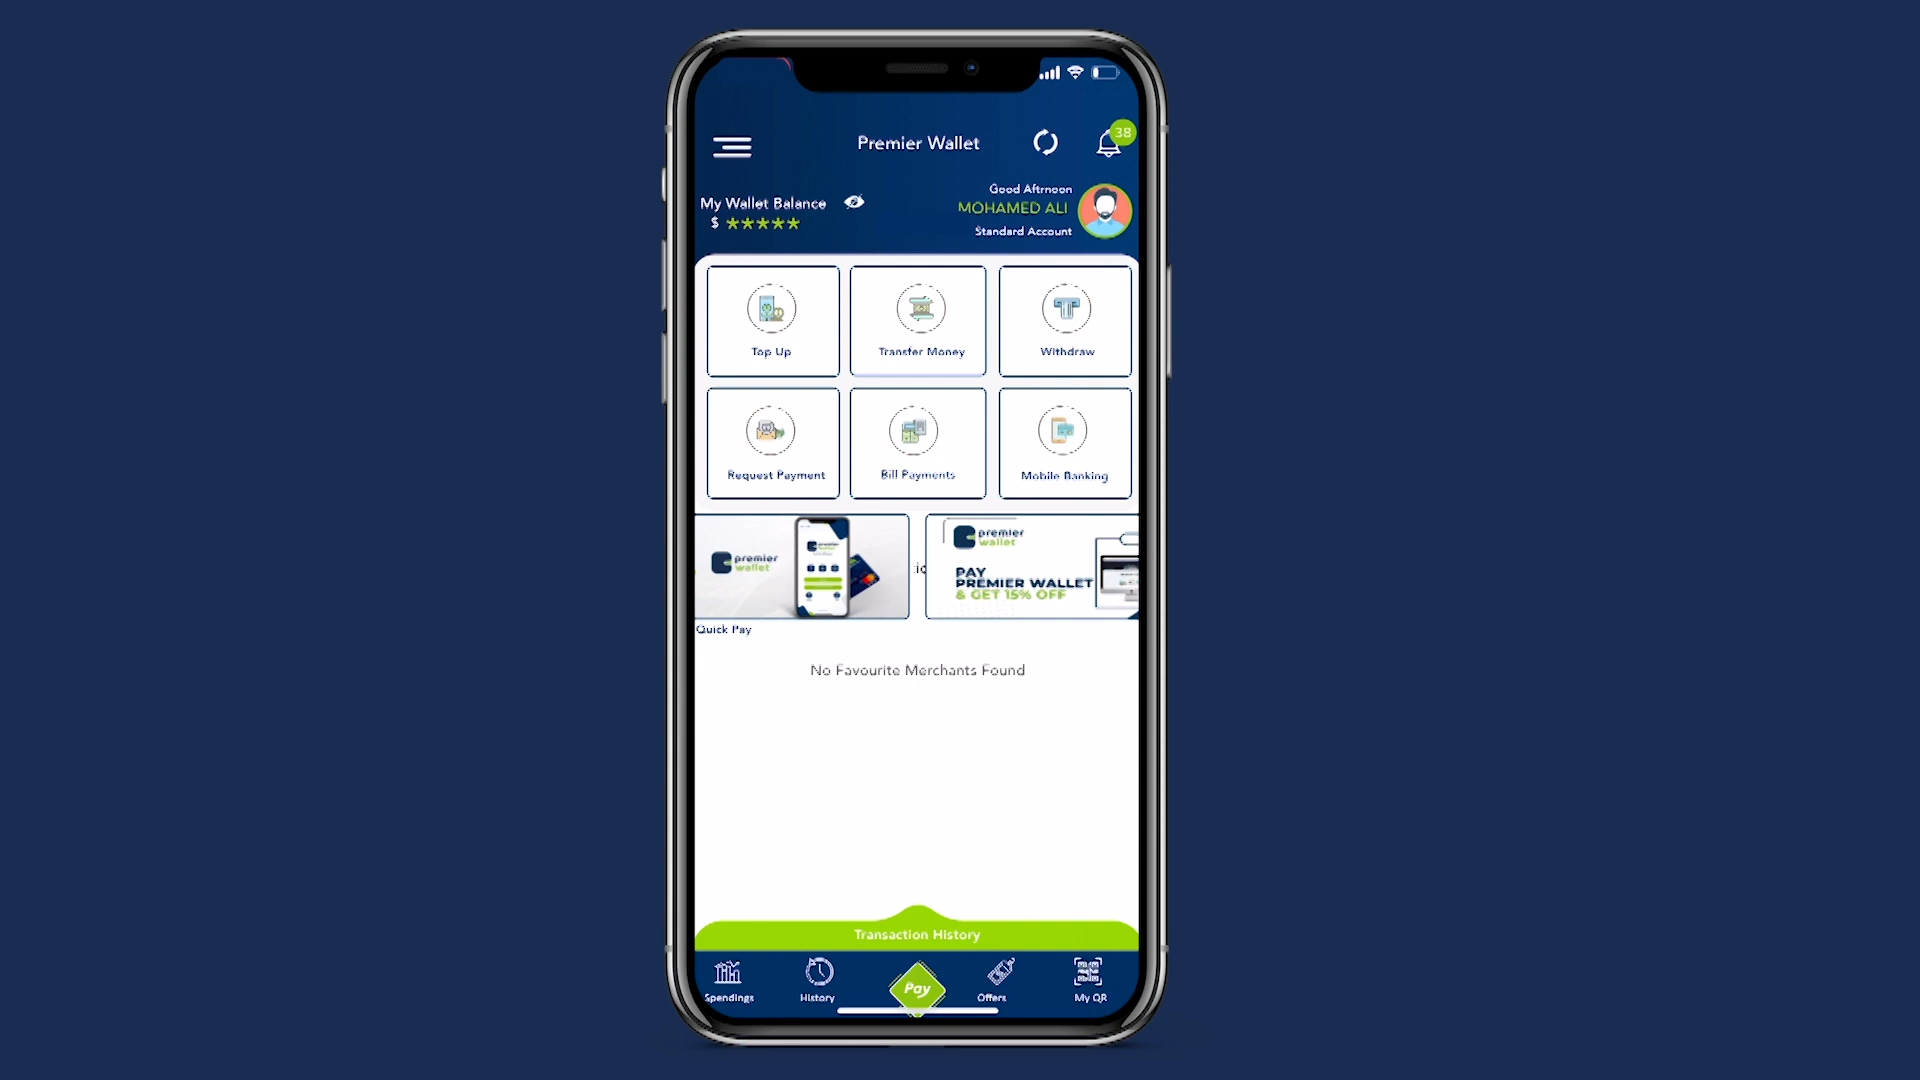 Premier Wallet
38
Good Aftrnoon
My Wallet Balance
MOHAMED ALI
$ ★★★★★
Standard Account
Top Up
Transfer Money
Withdraw
Request Payment
Bill Payments
Mobile Banking
premier
wallet
premier
wallet
PAY
PREMIER WALLET
& GET 15% OFF
Quick Pay
No Favourite Merchants Found
Transaction History
Spendings
History
Pay
Offers
My QR